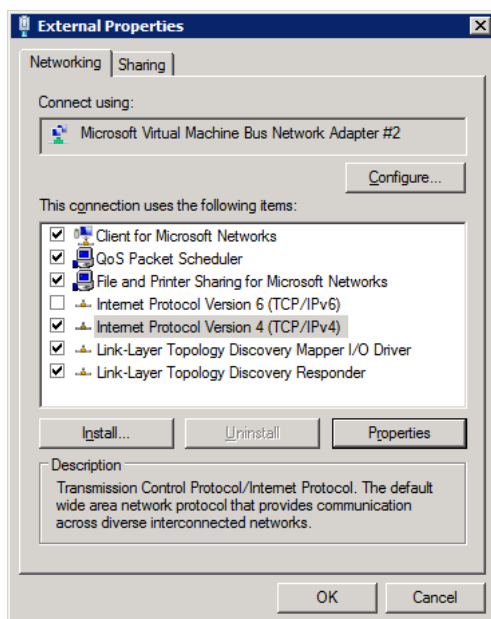 External Properties
Networking
Sharing
Connect using:
Microsoft Virtual Machine Bus Network Adapter #2
Configure...
This connection uses the following items:
Client for Microsoft Networks
QoS Packet Scheduler
File and Printer Sharing for Microsoft Networks
Internet Protocol Version 6 (TCP/IPv6)
Internet Protocol Version 4 (TCP/IPv4)
Link-Layer Topology Discovery Mapper I/O Driver
Link-Layer Topology Discovery Responder
Install...
Uninstall
Properties
Description
Transmission Control Protocol/Internet Protocol. The default
wide area network protocol that provides communication
across diverse interconnected networks.
OK
Cancel